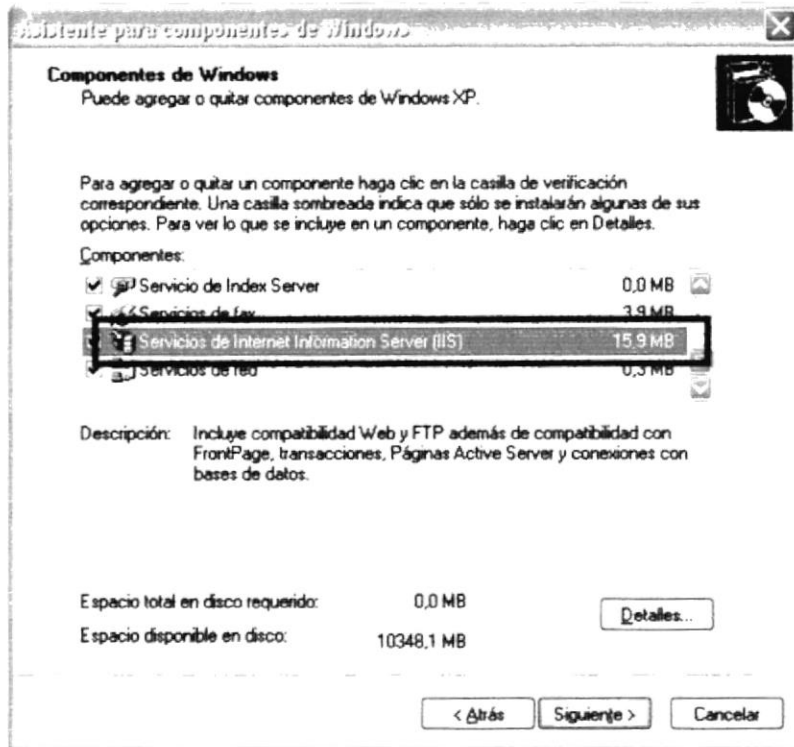 Asistente para componentes de Windows
Componentes de Windows
Puede agregar o quitar componentes de Windows XP.
Para agregar o quitar un componente haga clic en la casilla de verificación
correspondiente. Una casilla sombreada indica que sólo se instalarán algunas de sus
opciones. Para ver lo que se incluye en un componente, haga clic en Detalles.
Componentes:
Servicio de Index Server 0,0 MB
Servicios de fax 3,9 MB
Servicios de Internet Information Server (IIS) 15,9 MB
Servicios de red 0,3 MB
Descripción: Incluye compatibilidad Web y FTP además de compatibilidad con
FrontPage, transacciones, Páginas Active Server y conexiones con
bases de datos.
Espacio total en disco requerido: 0,0 MB
Detalles...
Espacio disponible en disco: 10348,1 MB
< Atrás Siguiente > Cancelar